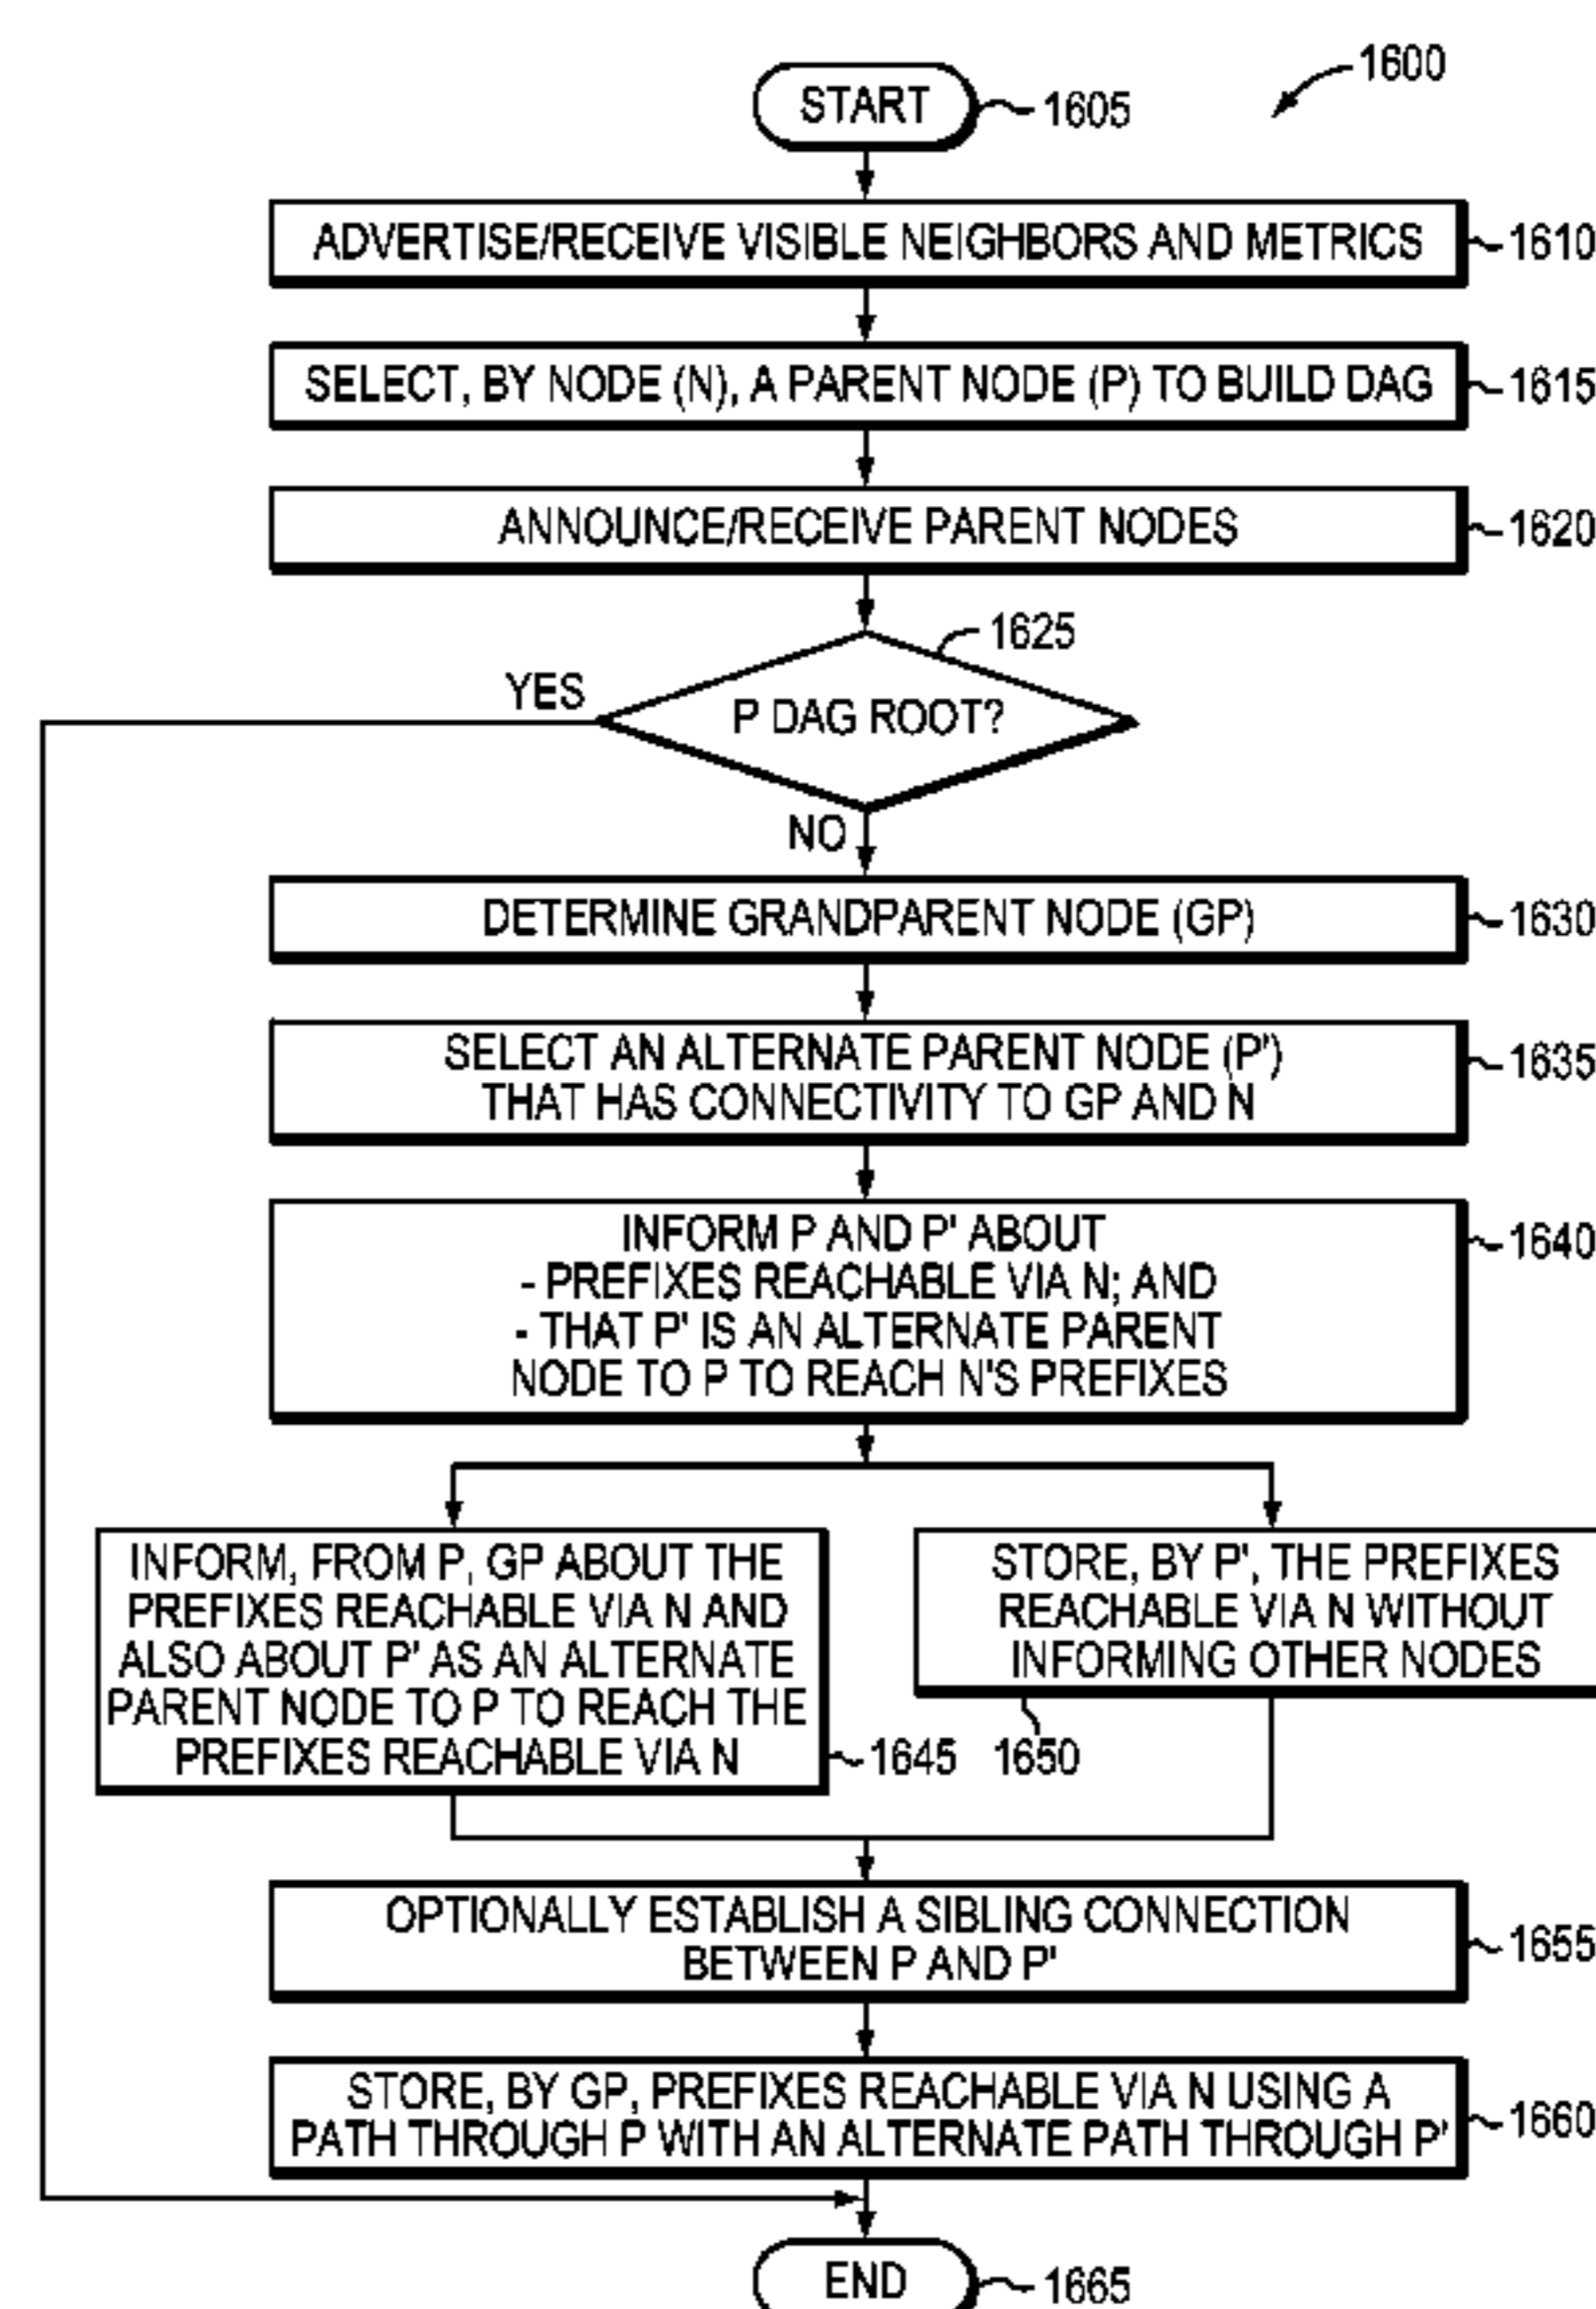 1600
START
1605
ADVERTISE/RECEIVE VISIBLE NEIGHBORS AND METRICS
1610
SELECT, BY NODE (N), A PARENT NODE (P) TO BUILD DAG
1615
ANNOUNCE/RECEIVE PARENT NODES
1620
1625
YES
P DAG ROOT?
NO
DETERMINE GRANDPARENT NODE (GP)
1630
SELECT AN ALTERNATE PARENT NODE (P')
THAT HAS CONNECTIVITY TO GP AND N
1635
INFORM P AND P' ABOUT
- PREFIXES REACHABLE VIA N; AND
- THAT P' IS AN ALTERNATE PARENT
NODE TO P TO REACH N'S PREFIXES
1640
INFORM, FROM P, GP ABOUT THE
PREFIXES REACHABLE VIA N AND
ALSO ABOUT P' AS AN ALTERNATE
PARENT NODE TO P TO REACH THE
PREFIXES REACHABLE VIA N
1645
STORE, BY P', THE PREFIXES
REACHABLE VIA N WITHOUT
INFORMING OTHER NODES
1650
OPTIONALLY ESTABLISH A SIBLING CONNECTION
BETWEEN P AND P'
1655
STORE, BY GP, PREFIXES REACHABLE VIA N USING A
PATH THROUGH P WITH AN ALTERNATE PATH THROUGH P'
1660
END
1665